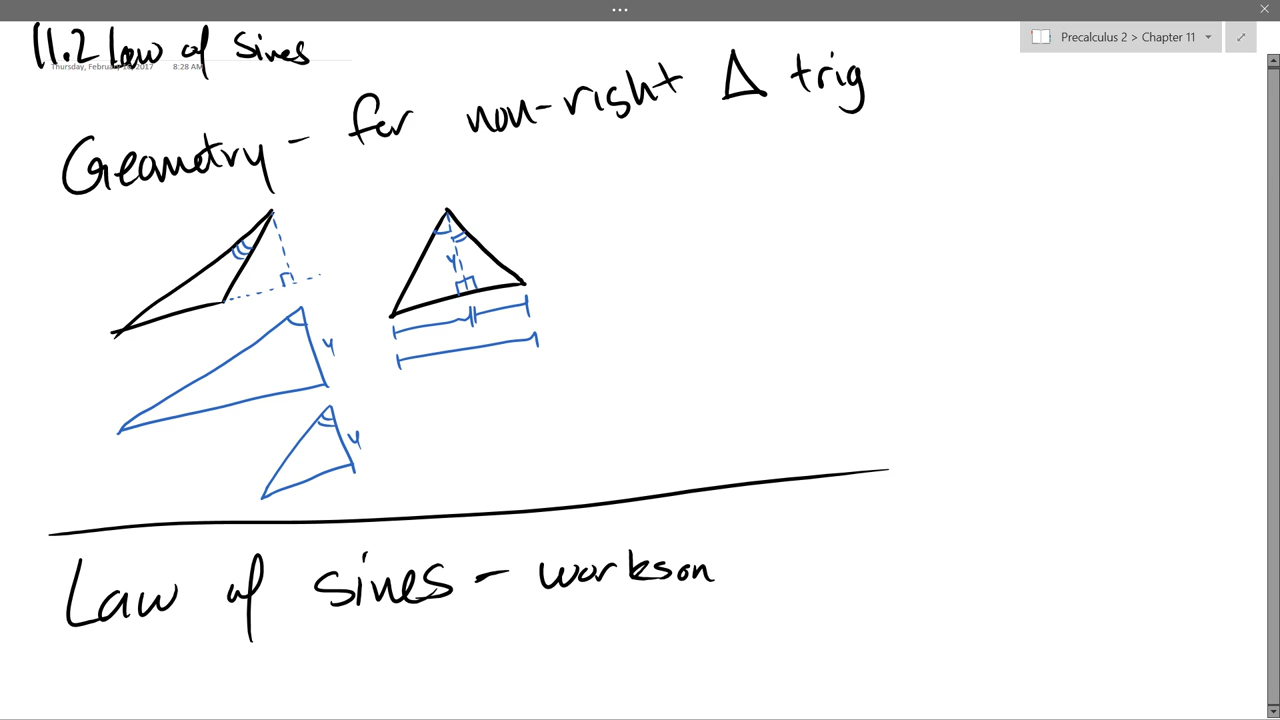 11.2 Law of sines
Thursday, February 2017 8:28 AM
Precalculus 2 > Chapter 11
Geometry - for non-right Δ trig
y
y
y
Law of sines - works on